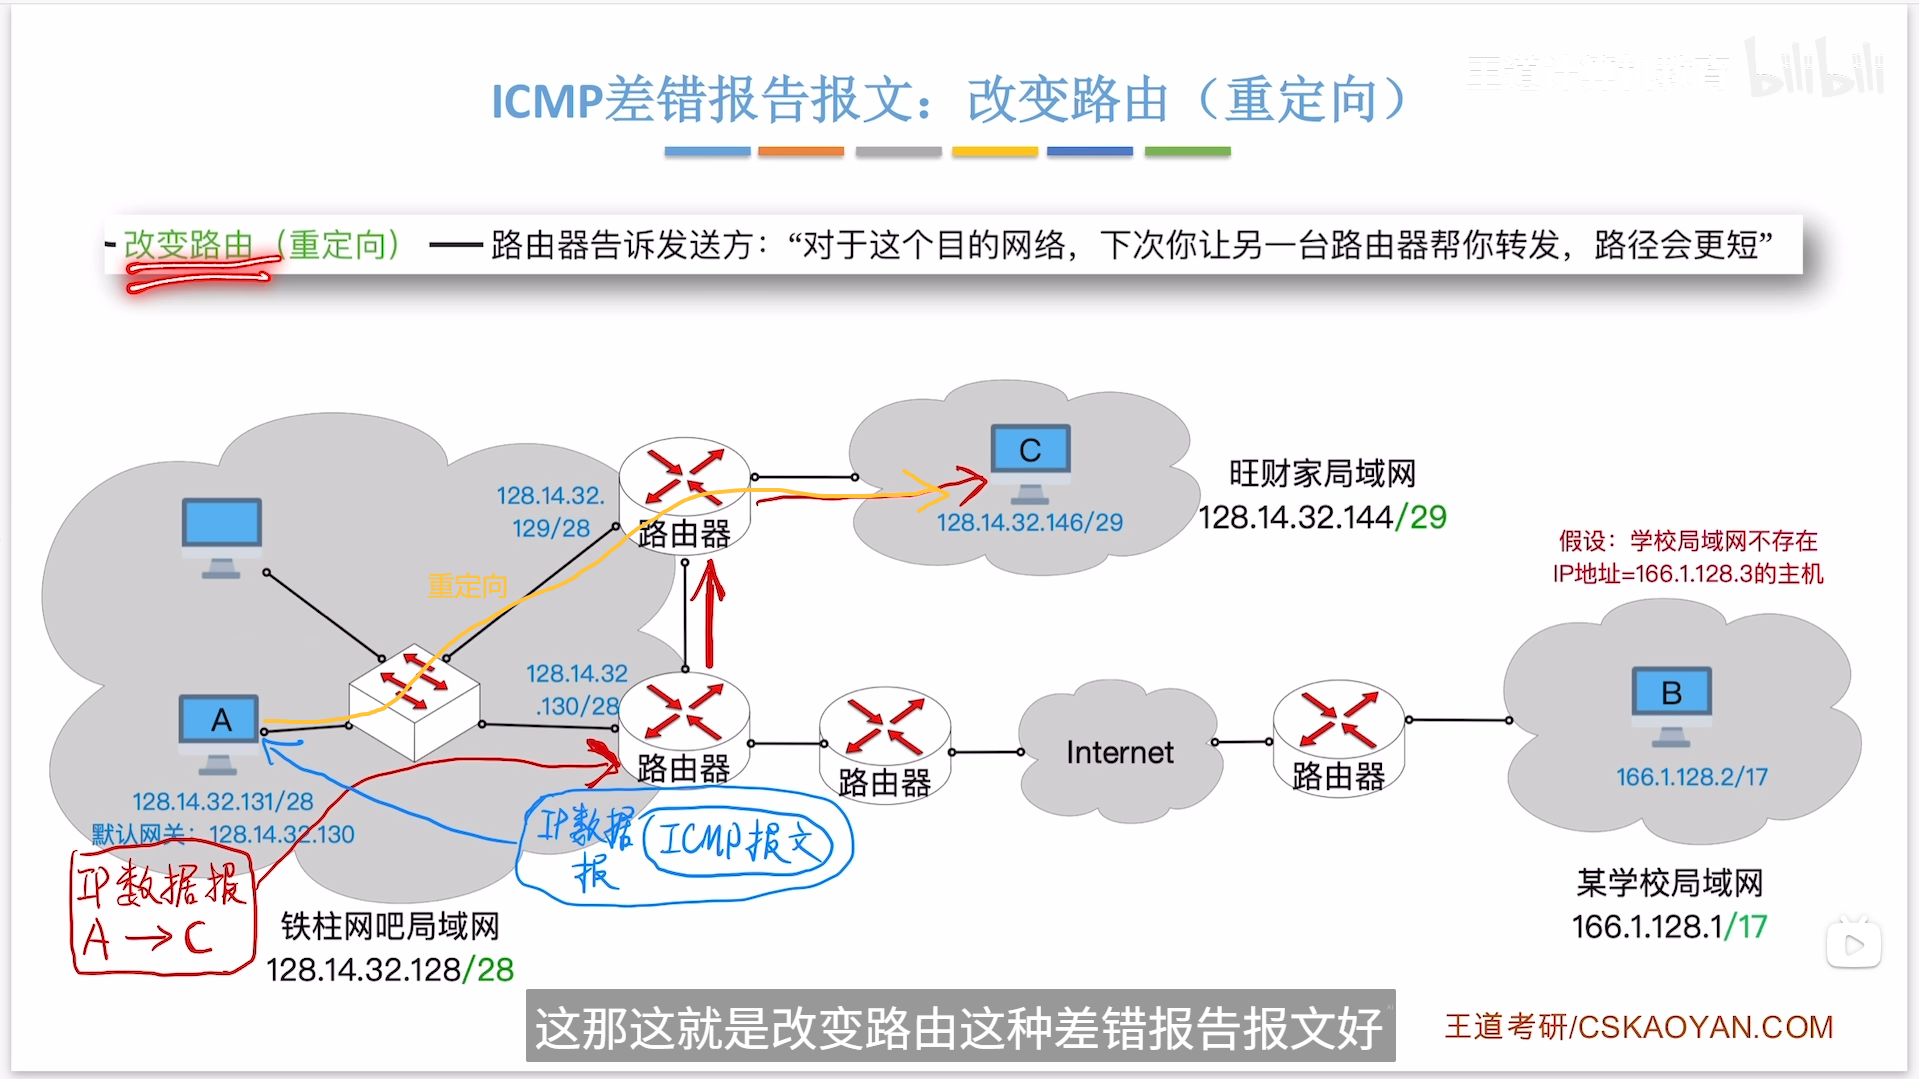 ICMP差错报告报文：改变路由（重定向）
bilibili
改变路由（重定向）——路由器告诉发送方：“对于这个目的网络，下次你让另一台路由器帮你转发，路径会更短”
C
128.14.32.146/29
旺财家局域网
128.14.32.144/29
128.14.32.
129/28
路由器
重定向
假设：学校局域网不存在
IP地址=166.1.128.3的主机
128.14.32
.130/28
A
路由器
路由器
Internet
路由器
B
166.1.128.2/17
128.14.32.131/28
默认网关：128.14.32.130
IP数据报
ICMP报文
IP数据报
A→C
铁柱网吧局域网
128.14.32.128/28
某学校局域网
166.1.128.1/17
这那这就是改变路由这种差错报告报文好
王道考研/CSKAOYAN.COM